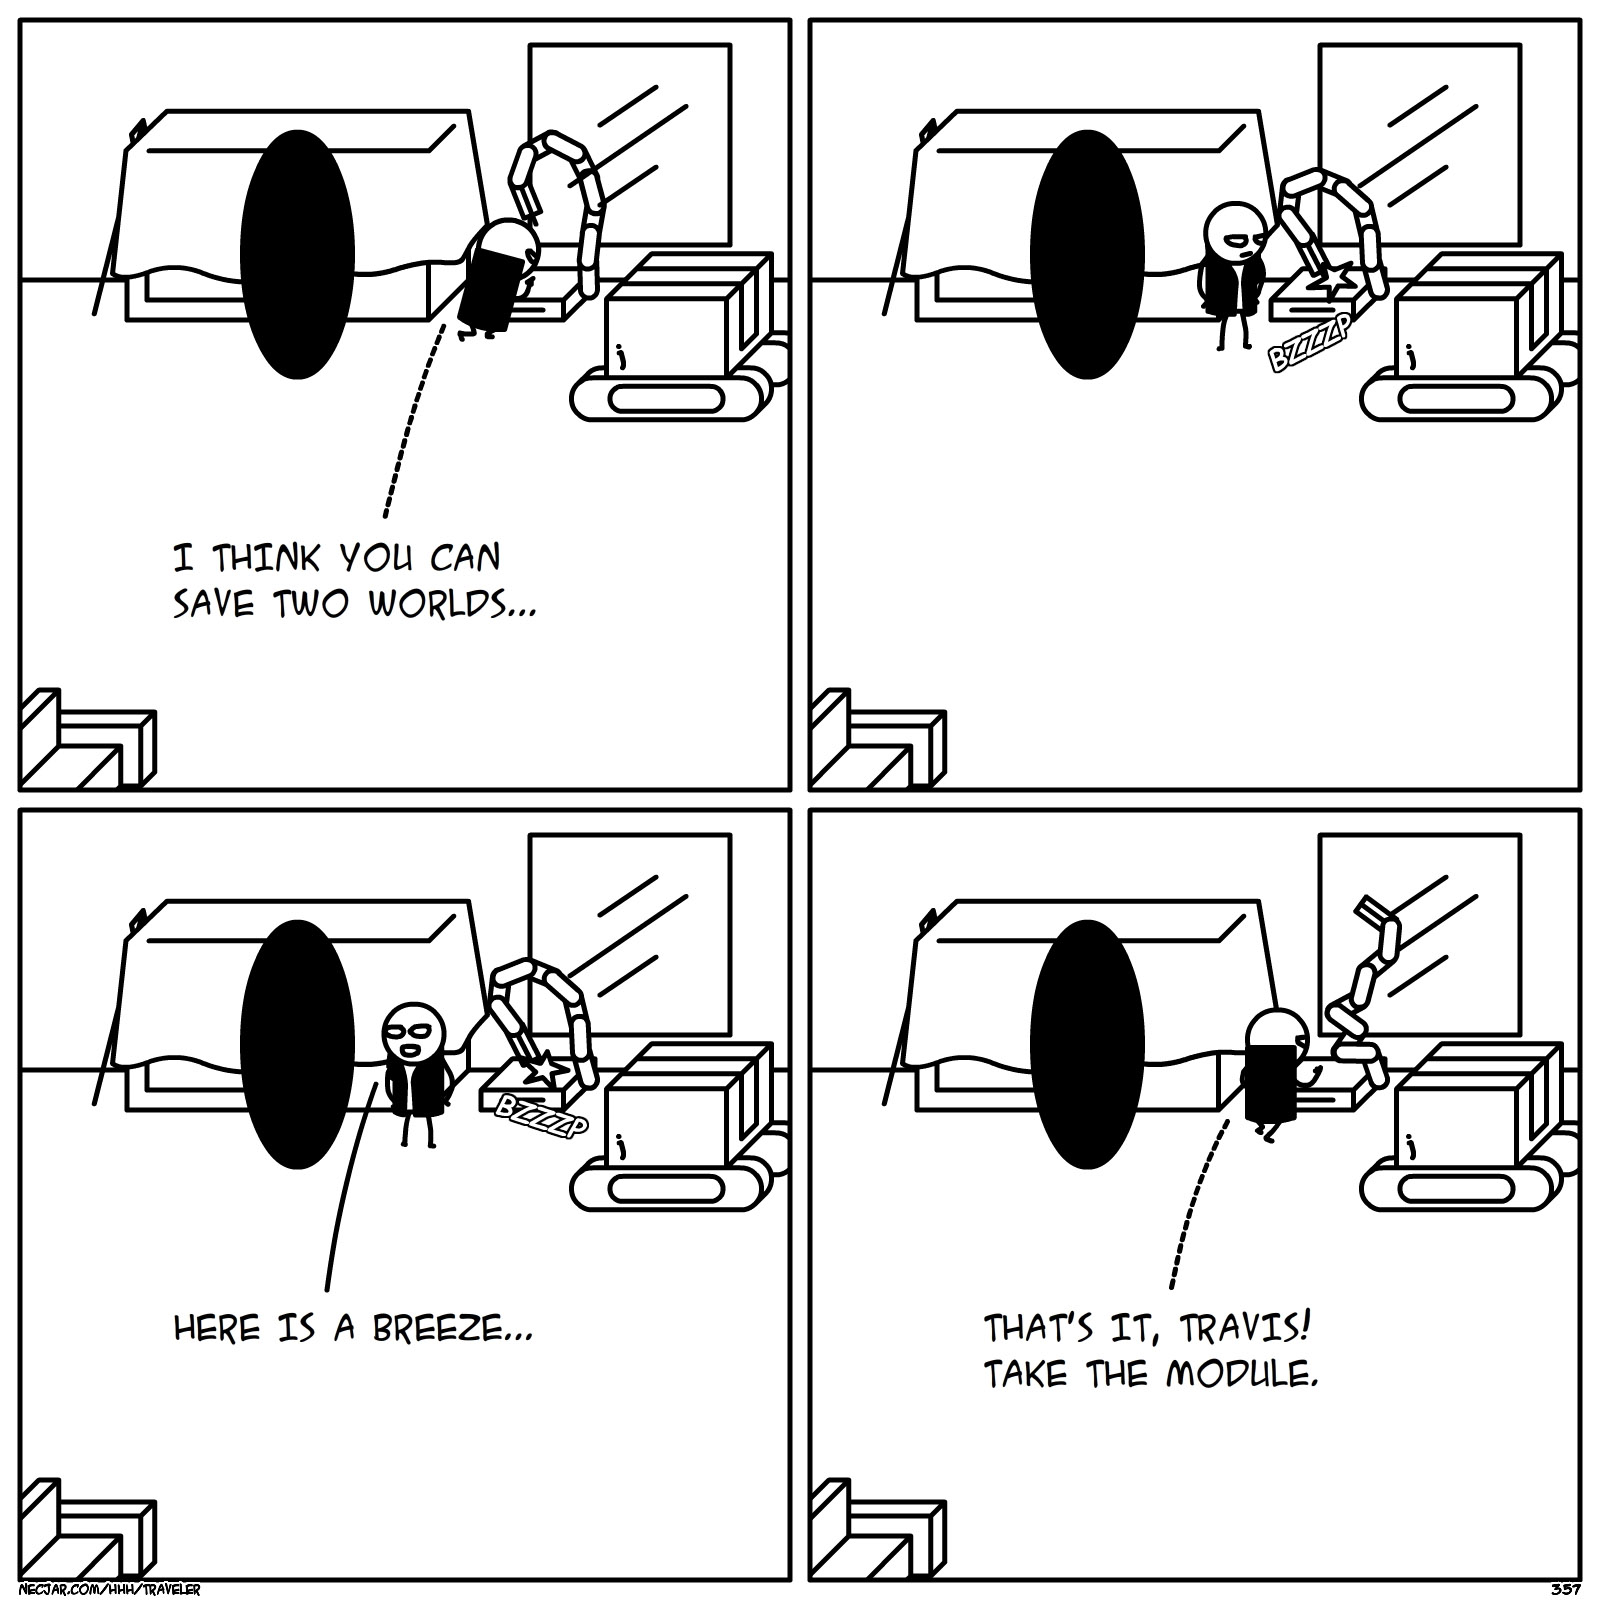 I THINK YOU CAN
SAVE TWO WORLDS...
BZZZZP
HERE IS A BREEZE...
BZZZZP
THAT'S IT, TRAVIS!
TAKE THE MODULE.
NECJAR.COM/HHH/TRAVELER
357